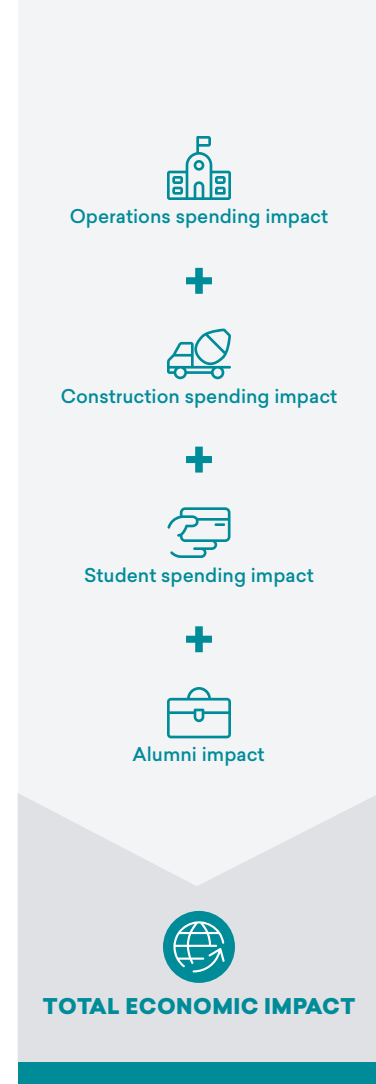 Operations spending impact
+
Construction spending impact
+
Student spending impact
+
Alumni impact
TOTAL ECONOMIC IMPACT